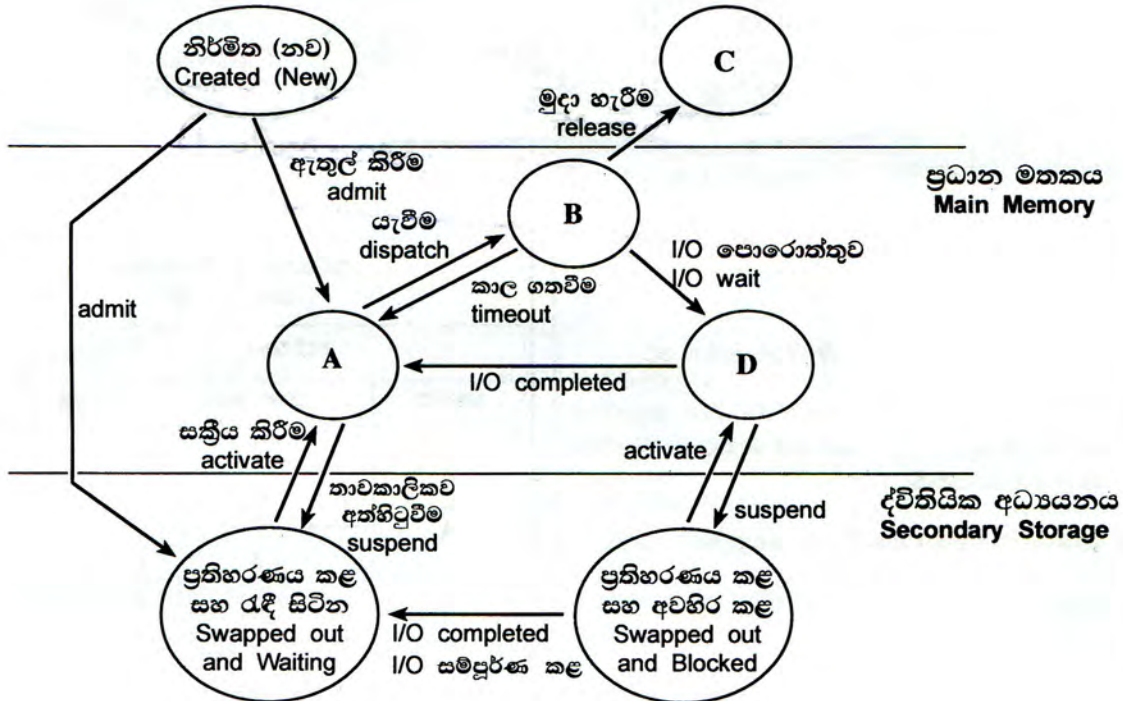 නිර්මිත (නව)
Created (New)
C
මුදා හැරීම
release
ඇතුල් කිරීම
admit
ප්‍රධාන මතකය
Main Memory
යැවීම
dispatch
B
I/O පොරොත්තුව
I/O wait
කාල ගතවීම
timeout
admit
A
D
I/O completed
සක්‍රීය කිරීම
activate
activate
තාවකාලිකව
අත්හිටුවීම
suspend
suspend
ද්විතියික අධ්‍යයනය
Secondary Storage
ප්‍රතිහරණය කළ
සහ රැඳී සිටින
Swapped out
and Waiting
I/O completed
I/O සම්පූර්ණ කළ
ප්‍රතිහරණය කළ
සහ අවහිර කළ
Swapped out
and Blocked